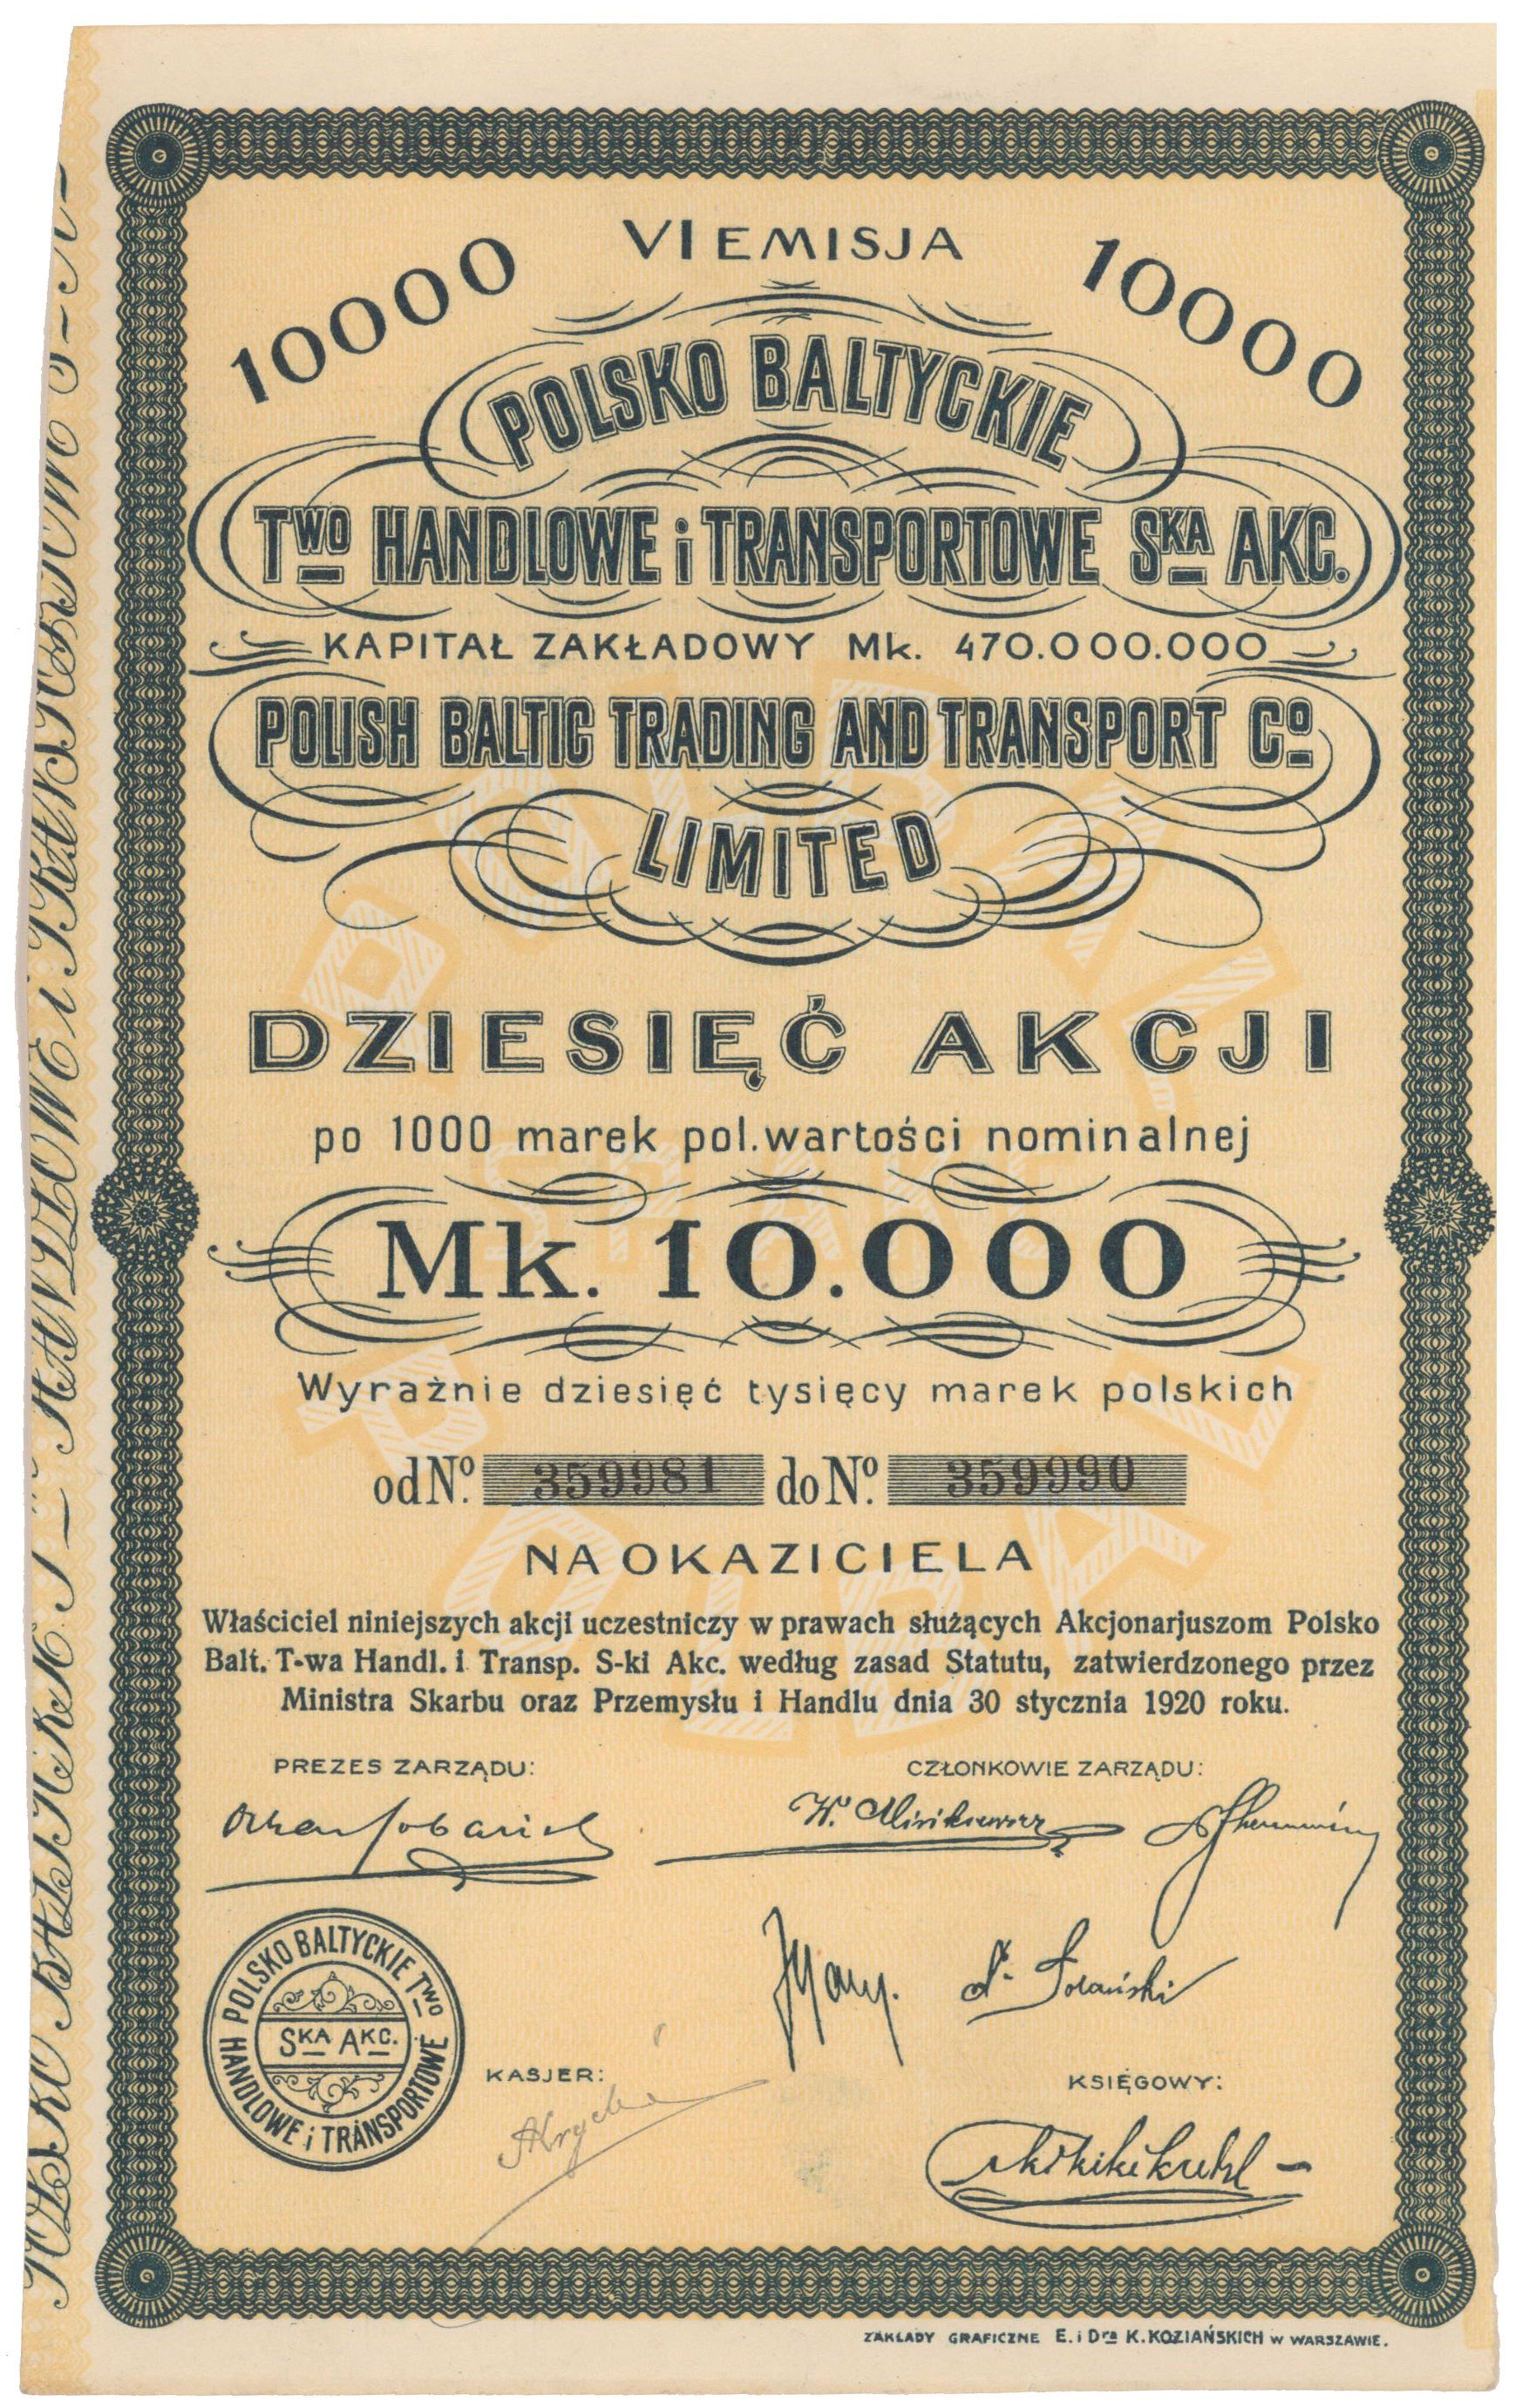 VI EMISJA
10000
10000
POLSKO BALTYCKIE
TWO HANDLOWE i TRANSPORTOWE SKA AKC.
KAPITAŁ ZAKŁADOWY Mk. 470.000.000
POLISH BALTIC TRADING AND TRANSPORT Co
LIMITED
DZIESIĘĆ AKCJI
po 1000 marek pol. wartości nominalnej
Mk. 10.000
Wyraźnie dziesięć tysięcy marek polskich
od No. 359981 do No. 359990
NA OKAZICIELA
Właściciel niniejszych akcji uczestniczy w prawach służących Akcjonarjuszom Polsko
Balt. T-wa Handl. i Transp. S-ki Akc. według zasad Statutu, zatwierdzonego przez
Ministra Skarbu oraz Przemysłu i Handlu dnia 30 stycznia 1920 roku.
PREZES ZARZĄDU:
CZŁONKOWIE ZARZĄDU:
POLSKO BALTYCKIE TWO
HANDLOWE i TRANSPORTOWE
SKA AKC.
KASJER:
KSIĘGOWY:
ZAKŁADY GRAFICZNE E. i Dra K. KOZIAŃSKICH w WARSZAWIE.